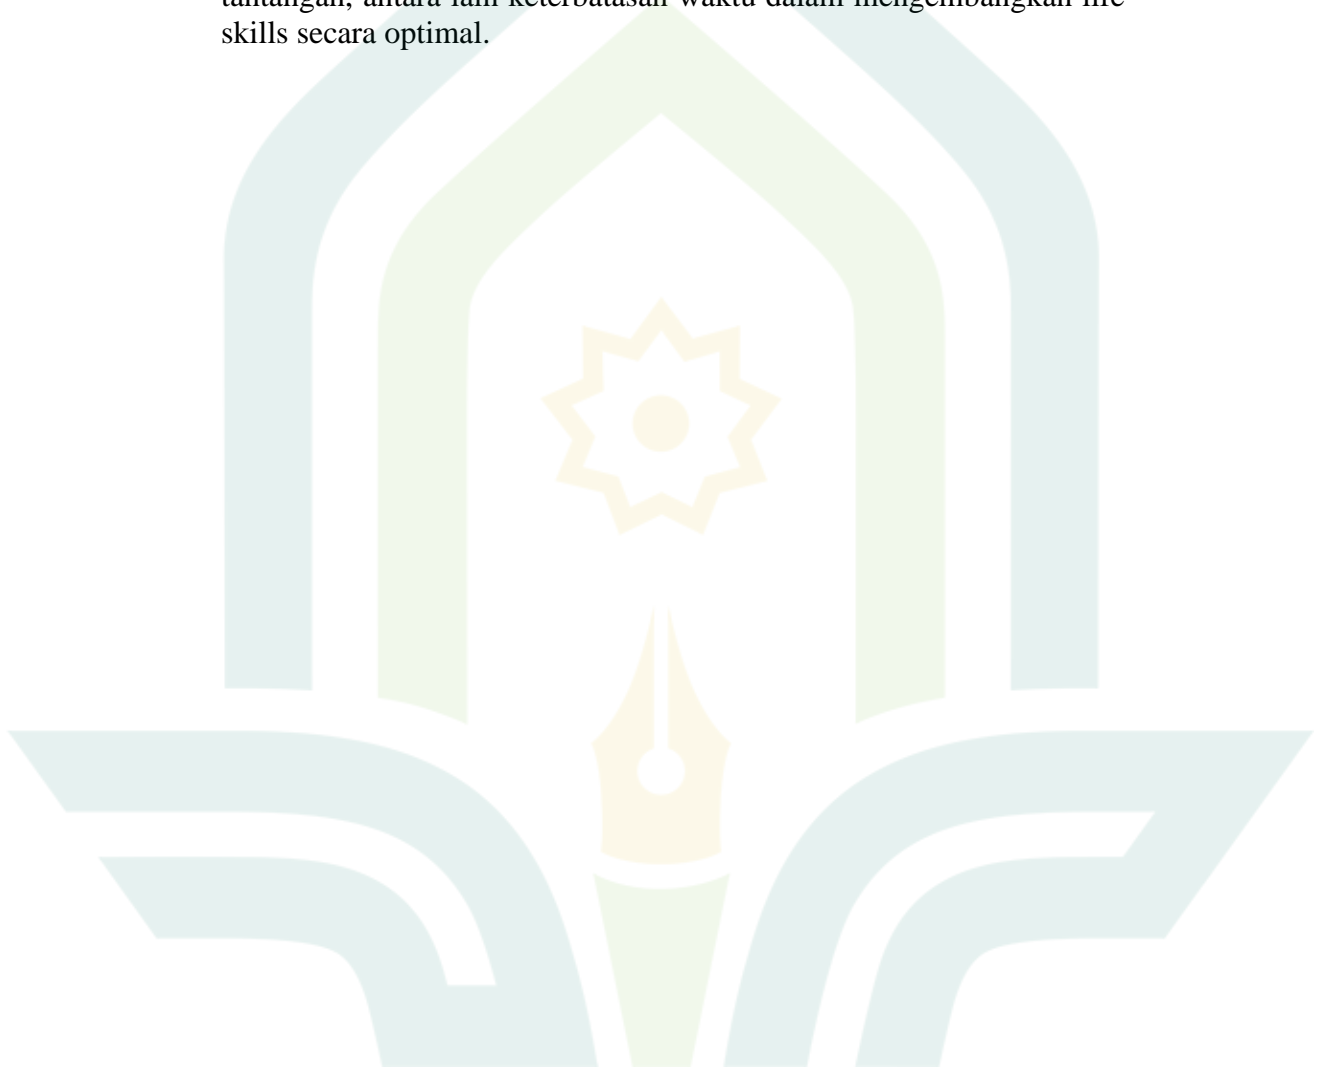 tantangan, antara lain keterbatasan waktu dalam mengembangkan life
skills secara optimal.